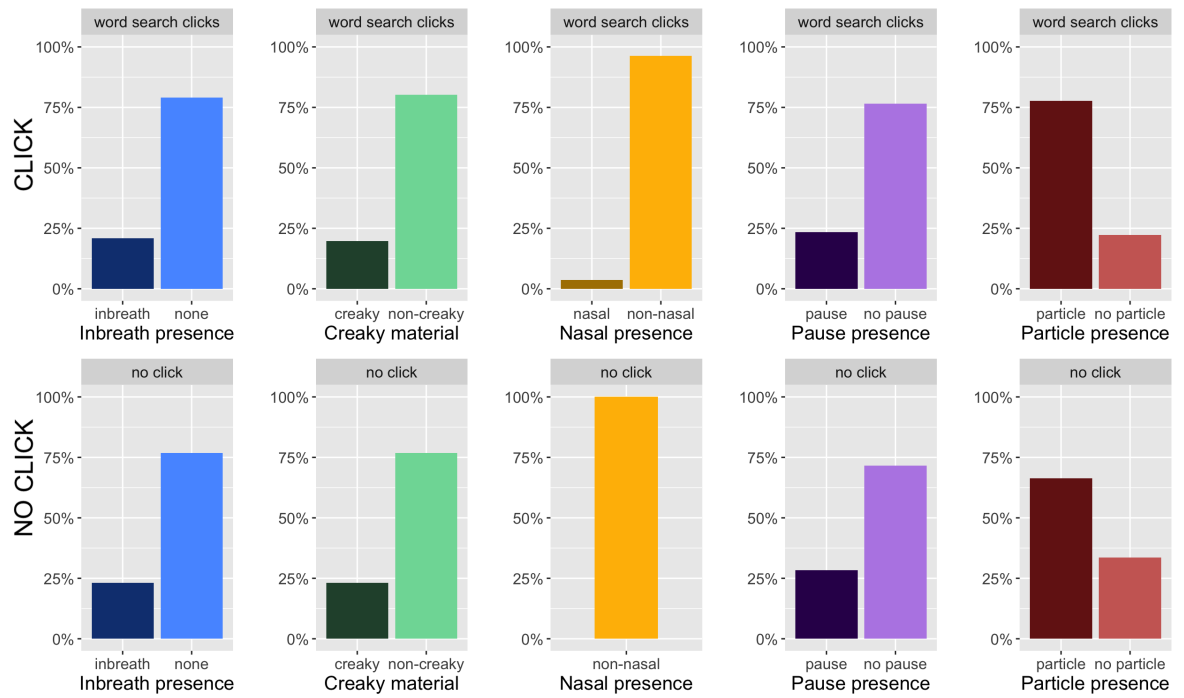 word search clicks word search clicks word search clicks word search clicks word search clicks
100% 100% 100% 100% 100%
75% 75% 75% 75% 75%
CLICK
50% 50% 50% 50% 50%
25% 25% 25% 25% 25%
0% 0% 0% 0% 0%
inbreath none creaky non-creaky nasal non-nasal pause no pause particle no particle
Inbreath presence Creaky material Nasal presence Pause presence Particle presence
no click no click no click no click no click
100% 100% 100% 100% 100%
75% 75% 75% 75% 75%
NO CLICK
50% 50% 50% 50% 50%
25% 25% 25% 25% 25%
0% 0% 0% 0% 0%
inbreath none creaky non-creaky non-nasal pause no pause particle no particle
Inbreath presence Creaky material Nasal presence Pause presence Particle presence